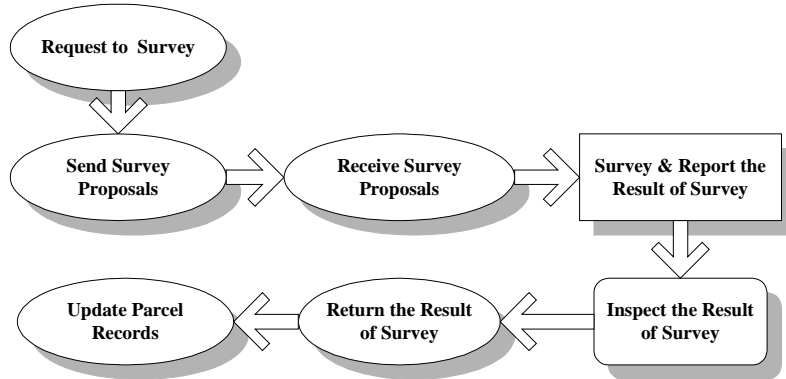 Request to Survey
Send Survey
Proposals
Receive Survey
Proposals
Survey & Report the
Result of Survey
Update Parcel
Records
Return the Result
of Survey
Inspect the Result
of Survey